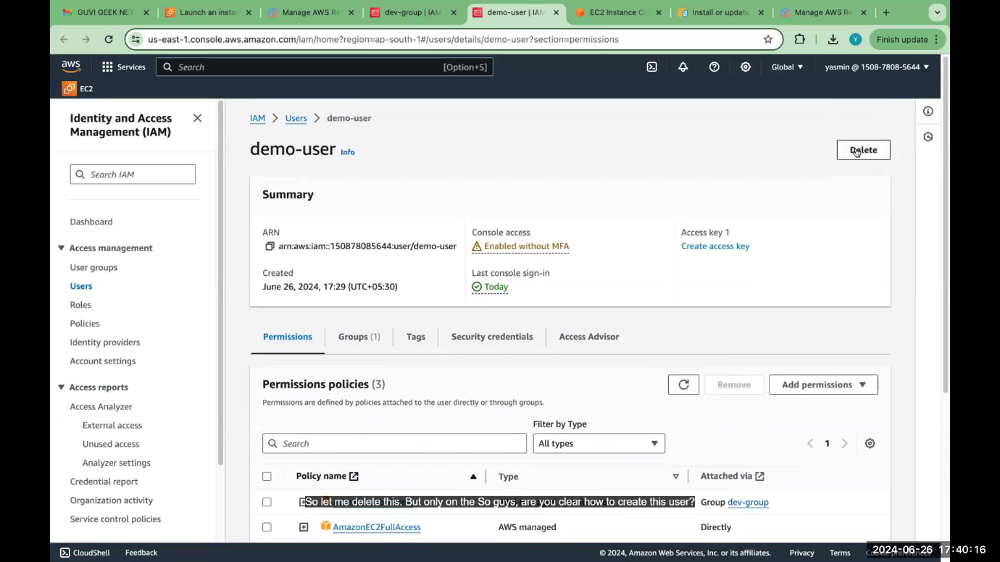 GUVI GEEK NET
Launch an insta
Manage AWS Re
dev-group | IAM
demo-user | IAM
EC2 Instance Co
Install or update
Manage AWS Re
us-east-1.console.aws.amazon.com/iam/home?region=ap-south-1#/users/details/demo-user?section=permissions
Y
Finish update
aws
Services
Search
[Option+S]
Global
yasmin @ 1508-7808-5644
EC2
Identity and Access
Management (IAM)
Search IAM
Dashboard
Access management
User groups
Users
Roles
Policies
Identity providers
Account settings
Access reports
Access Analyzer
External access
Unused access
Analyzer settings
Credential report
Organization activity
Service control policies
IAM > Users > demo-user
demo-user Info
Delete
Summary
ARN
arn:aws:iam::150878085644:user/demo-user
Console access
Enabled without MFA
Access key 1
Create access key
Created
June 26, 2024, 17:29 (UTC+05:30)
Last console sign-in
Today
Permissions
Groups (1)
Tags
Security credentials
Access Advisor
Permissions policies (3)
Permissions are defined by policies attached to the user directly or through groups.
Remove
Add permissions
Filter by Type
Search
All types
1
Policy name
Type
Attached via
So let me delete this. But only on the So guys, are you clear how to create this user?
Group dev-group
AmazonEC2FullAccess
AWS managed
Directly
CloudShell
Feedback
© 2024, Amazon Web Services, Inc. or its affiliates.
Privacy
Terms
Cookie preferences
2024-06-26 17:40:16